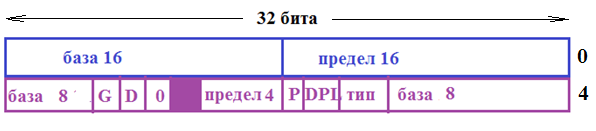 32 бита
база 16 предел 16 0
база 8 G D 0 предел 4 P DPL тип база 8 4